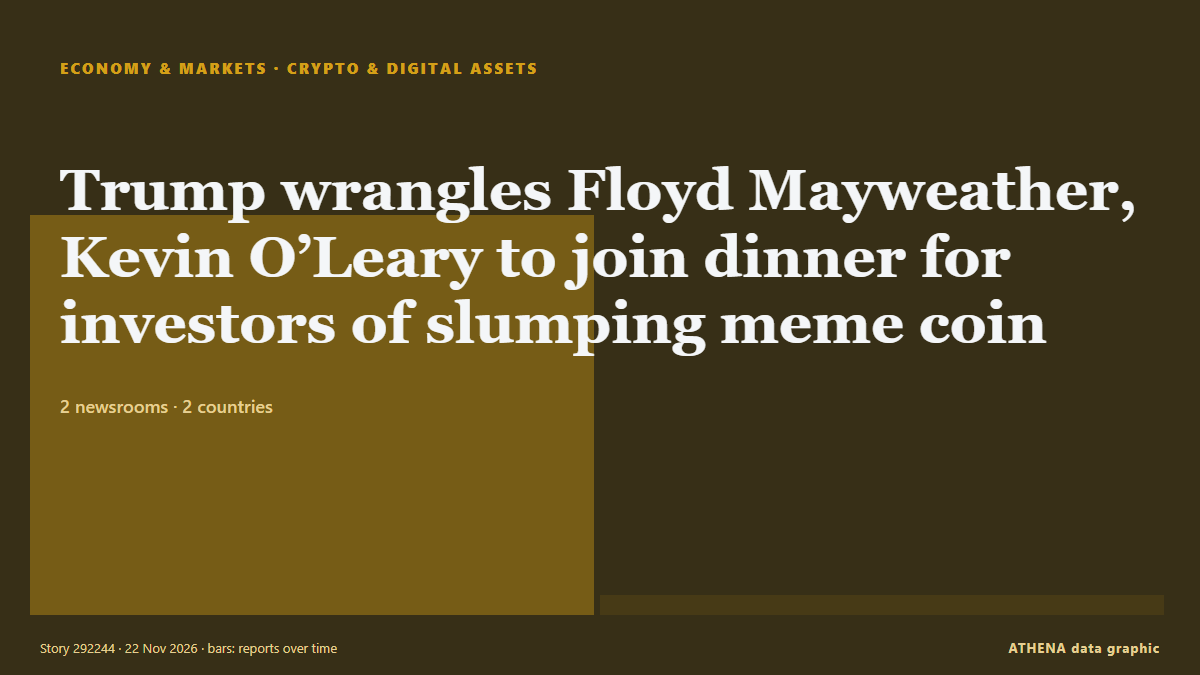 ECONOMY & MARKETS · CRYPTO & DIGITAL ASSETS
Trump wrangles Floyd Mayweather,
Kevin O’Leary to join dinner for
investors of slumping meme coin
2 newsrooms · 2 countries
Story 292244 · 22 Nov 2026 · bars: reports over time
ATHENA data graphic